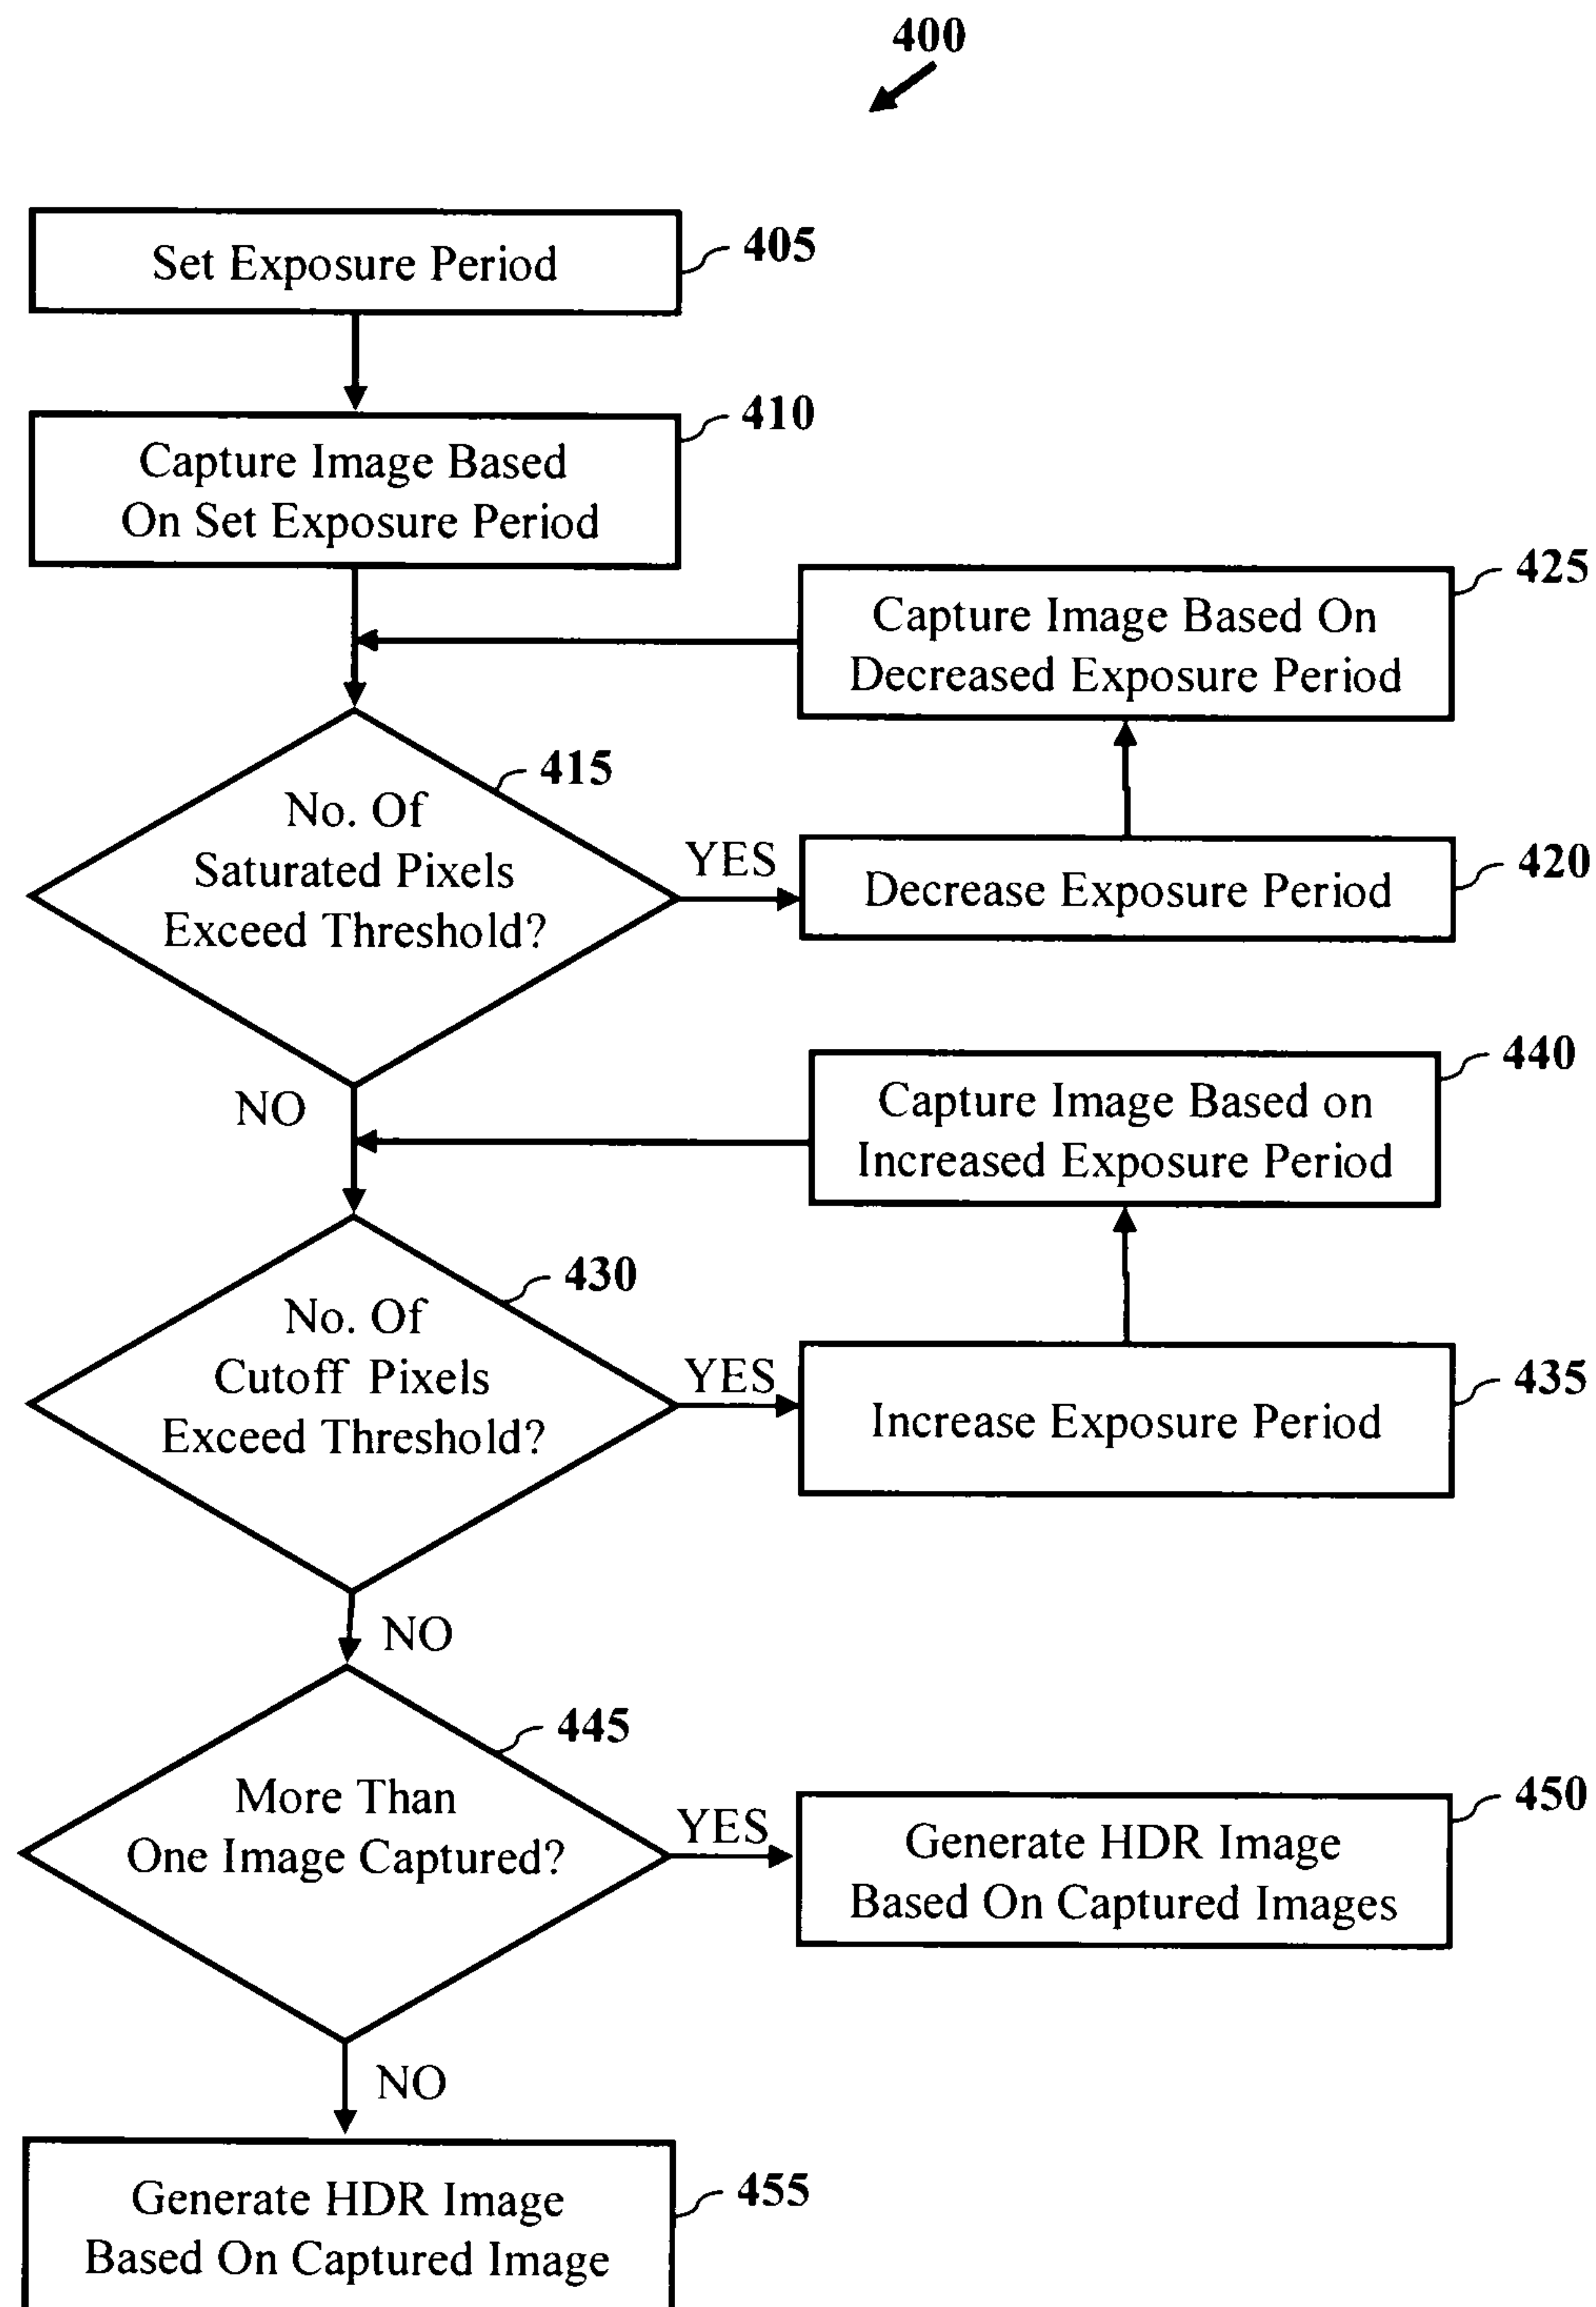 400
Set Exposure Period
405
Capture Image Based
On Set Exposure Period
410
Capture Image Based On
Decreased Exposure Period
425
No. Of
Saturated Pixels
Exceed Threshold?
415
YES
Decrease Exposure Period
420
NO
Capture Image Based on
Increased Exposure Period
440
No. Of
Cutoff Pixels
Exceed Threshold?
430
YES
Increase Exposure Period
435
NO
More Than
One Image Captured?
445
YES
Generate HDR Image
Based On Captured Images
450
NO
Generate HDR Image
Based On Captured Image
455